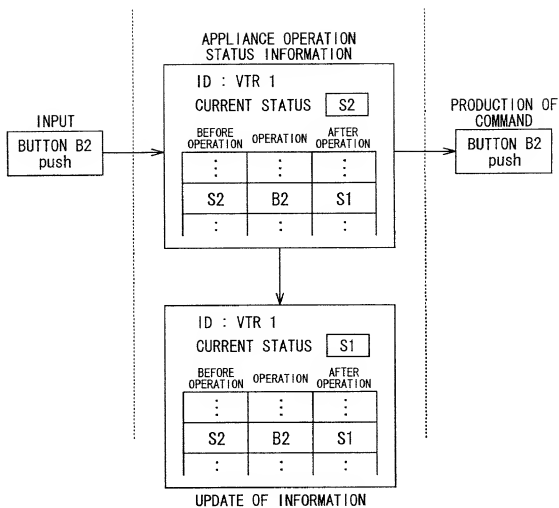 APPLIANCE OPERATION
STATUS INFORMATION
ID : VTR 1
CURRENT STATUS S2
BEFORE OPERATION OPERATION AFTER OPERATION
: : :
S2 B2 S1
: : :
INPUT
BUTTON B2
push
PRODUCTION OF
COMMAND
BUTTON B2
push
ID : VTR 1
CURRENT STATUS S1
BEFORE OPERATION OPERATION AFTER OPERATION
: : :
S2 B2 S1
: : :
UPDATE OF INFORMATION